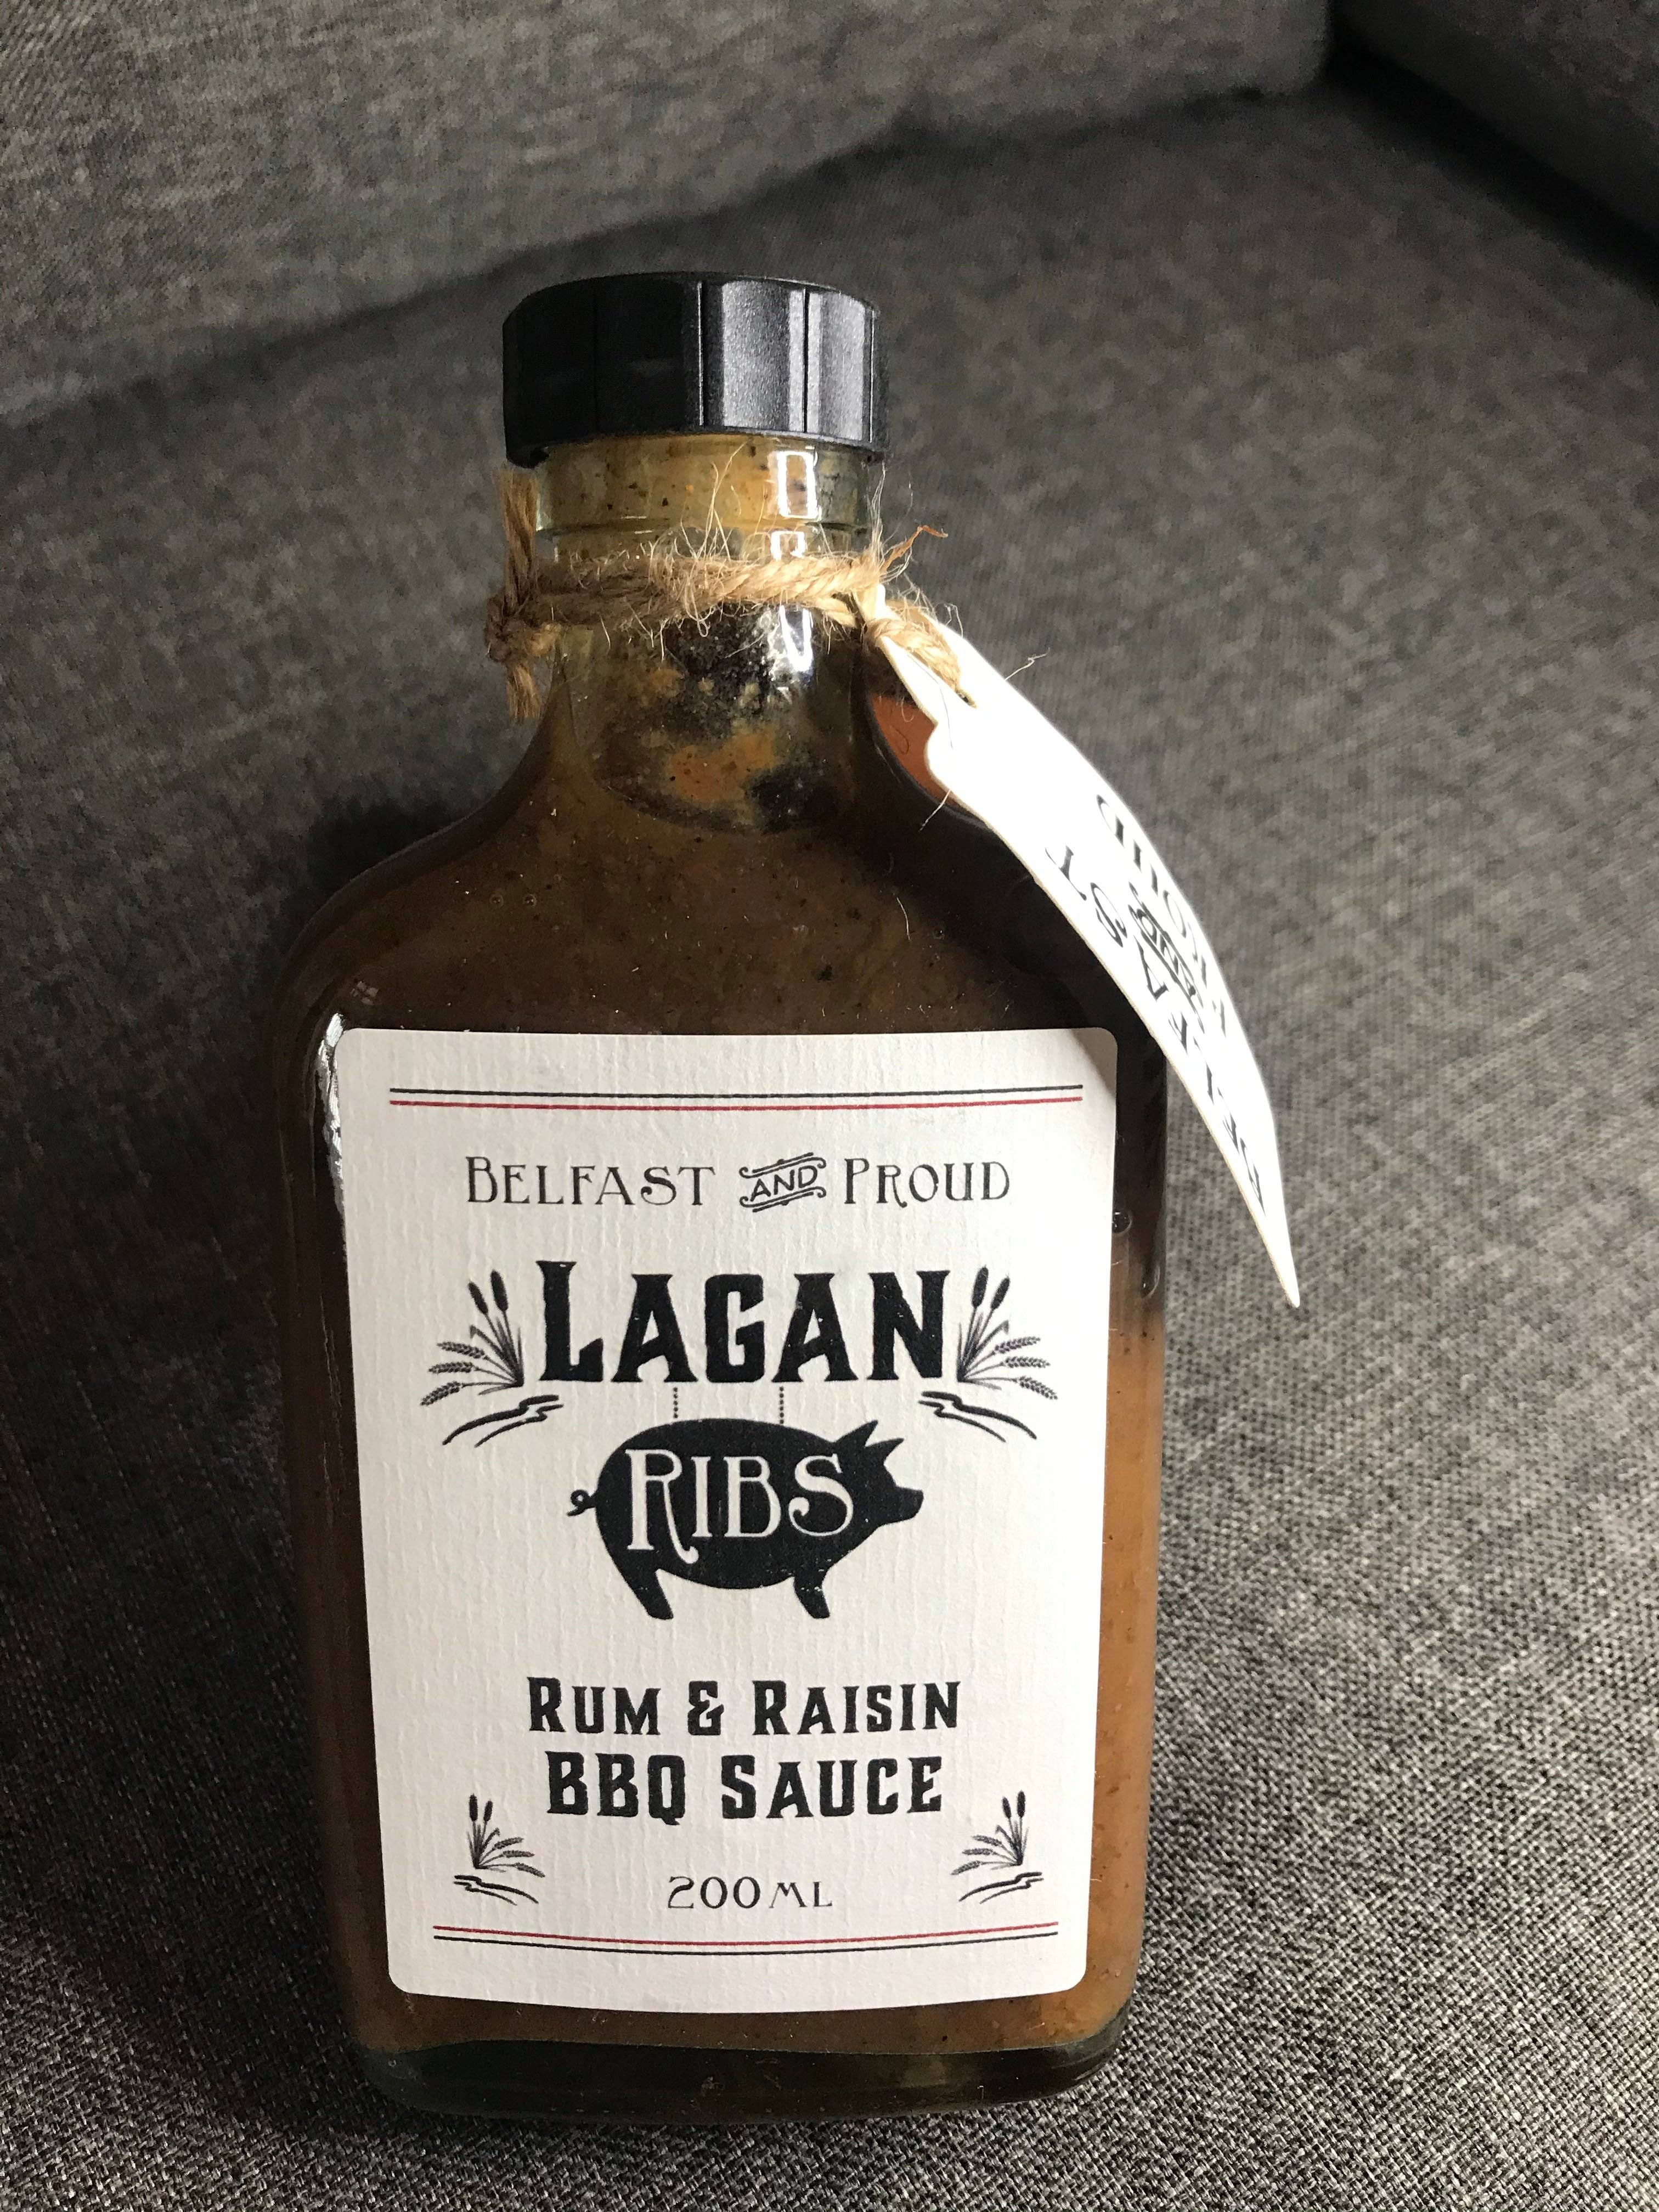 BELFAST AND PROUD
LAGAN
RIBS
RUM & RAISIN
BBQ SAUCE
200ML